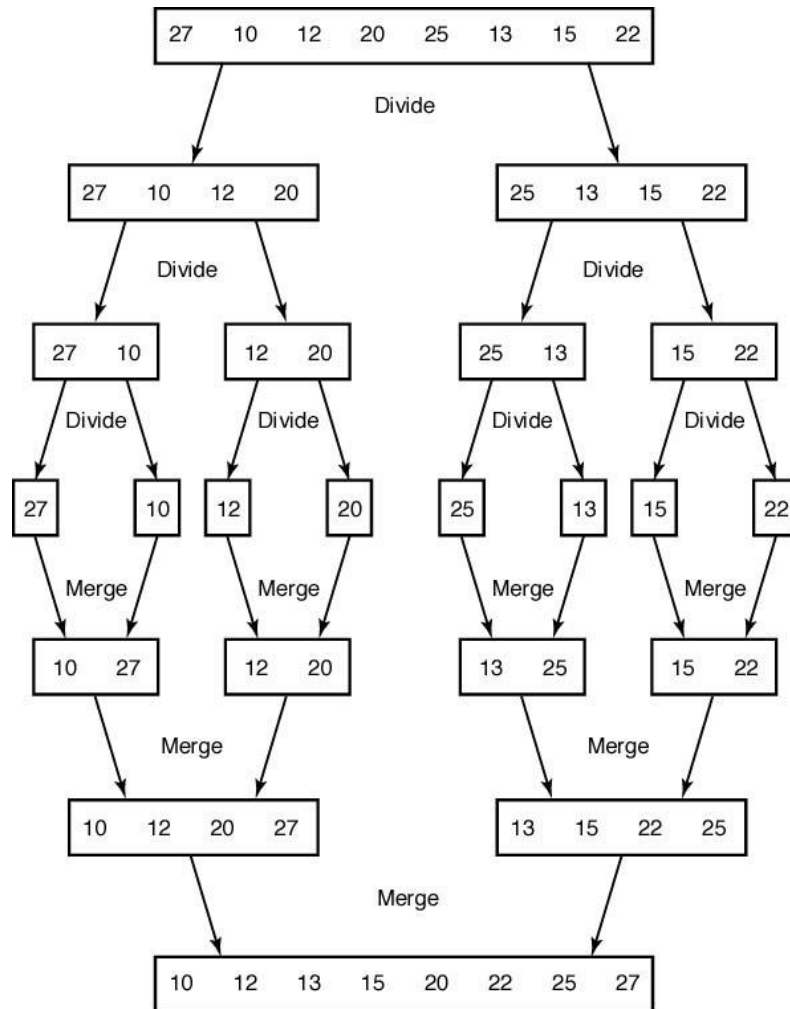 27 10 12 20 25 13 15 22
Divide
27 10 12 20 25 13 15 22
Divide Divide
27 10 12 20 25 13 15 22
Divide Divide Divide Divide
27 10 12 20 25 13 15 22
Merge Merge Merge Merge
10 27 12 20 13 25 15 22
Merge Merge
10 12 20 27 13 15 22 25
Merge
10 12 13 15 20 22 25 27